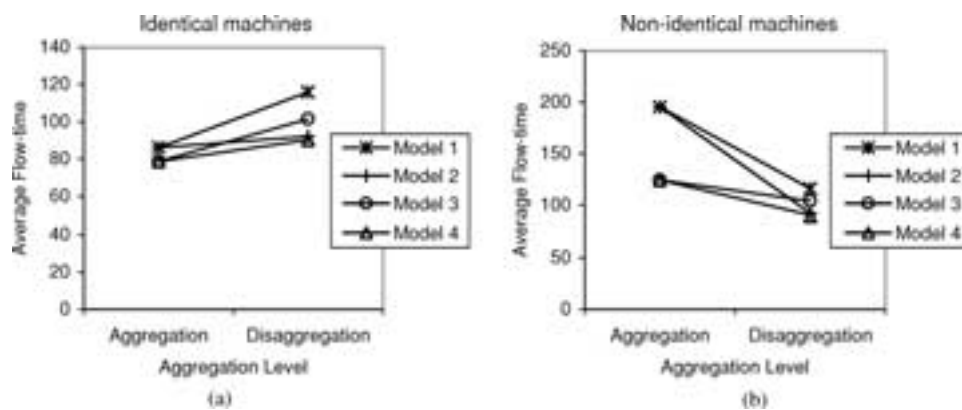 Identical machines
140
120
100
80
60
40
20
0
Average Flow-time
Aggregation
Disaggregation
Aggregation Level
Model 1
Model 2
Model 3
Model 4
(a)
Non-identical machines
250
200
150
100
50
0
Average Flow-time
Aggregation
Disaggregation
Aggregation Level
Model 1
Model 2
Model 3
Model 4
(b)